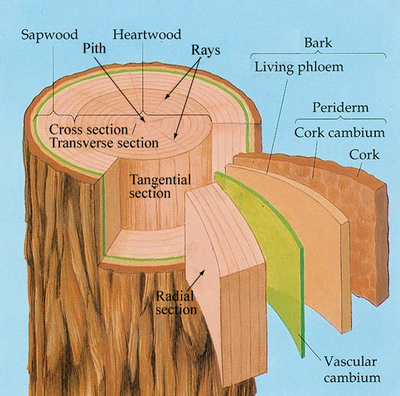 Sapwood
Heartwood
Pith
Rays
Bark
Living phloem
Periderm
Cork cambium
Cork
Cross section /
Transverse section
Tangential
section
Radial
section
Vascular
cambium